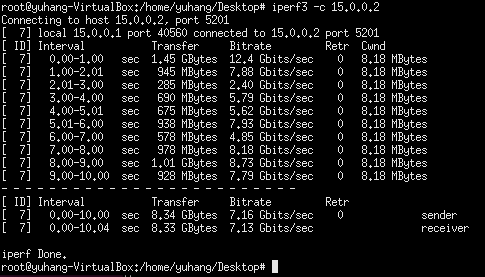 root@yuhang-VirtualBox:/home/yuhang/Desktop# iperf3 -c 15.0.0.2
Connecting to host 15.0.0.2, port 5201
[  7] local 15.0.0.1 port 40560 connected to 15.0.0.2 port 5201
[ ID] Interval           Transfer     Bitrate         Retr  Cwnd
[  7]   0.00-1.00   sec  1.45 GBytes  12.4 Gbits/sec    0   8.18 MBytes
[  7]   1.00-2.01   sec   945 MBytes  7.88 Gbits/sec    0   8.18 MBytes
[  7]   2.01-3.00   sec   285 MBytes  2.40 Gbits/sec    0   8.18 MBytes
[  7]   3.00-4.00   sec   690 MBytes  5.79 Gbits/sec    0   8.18 MBytes
[  7]   4.00-5.01   sec   675 MBytes  5.62 Gbits/sec    0   8.18 MBytes
[  7]   5.01-6.00   sec   938 MBytes  7.93 Gbits/sec    0   8.18 MBytes
[  7]   6.00-7.00   sec   578 MBytes  4.85 Gbits/sec    0   8.18 MBytes
[  7]   7.00-8.00   sec   978 MBytes  8.18 Gbits/sec    0   8.18 MBytes
[  7]   8.00-9.00   sec  1.01 GBytes  8.73 Gbits/sec    0   8.18 MBytes
[  7]   9.00-10.00  sec   928 MBytes  7.79 Gbits/sec    0   8.18 MBytes
- - - - - - - - - - - - - - - - - - - - - - - - -
[ ID] Interval           Transfer     Bitrate         Retr
[  7]   0.00-10.00  sec  8.34 GBytes  7.16 Gbits/sec    0             sender
[  7]   0.00-10.04  sec  8.33 GBytes  7.13 Gbits/sec                  receiver
iperf Done.
root@yuhang-VirtualBox:/home/yuhang/Desktop#